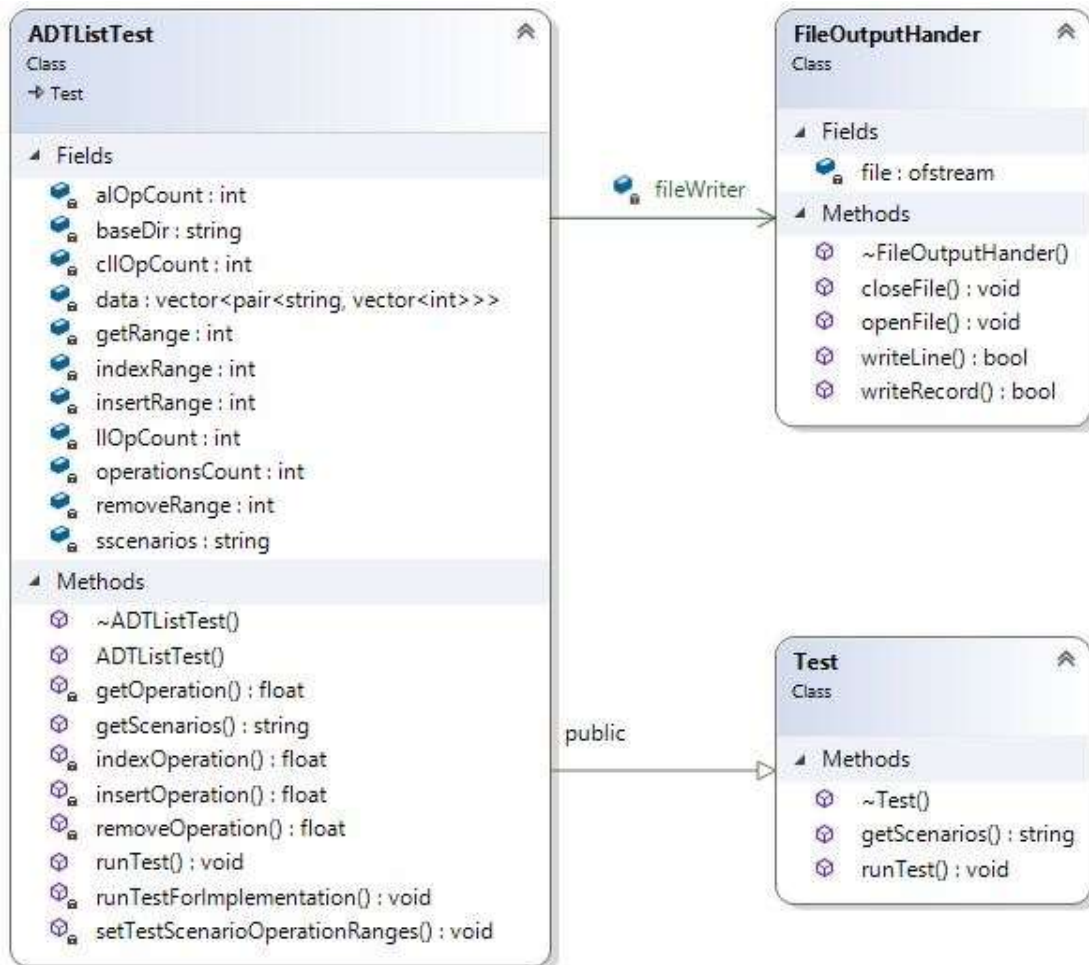 ADTListTest
Class
Test
Fields
alOpCount : int
baseDir : string
cllOpCount : int
data : vector<pair<string, vector<int>>>
getRange : int
indexRange : int
insertRange : int
llOpCount : int
operationsCount : int
removeRange : int
sscenarios : string
Methods
~ADTListTest()
ADTListTest()
getOperation() : float
getScenarios() : string
indexOperation() : float
insertOperation() : float
removeOperation() : float
runTest() : void
runTestForImplementation() : void
setTestScenarioOperationRanges() : void
fileWriter
public
FileOutputHander
Class
Fields
file : ofstream
Methods
~FileOutputHander()
closeFile() : void
openFile() : void
writeLine() : bool
writeRecord() : bool
Test
Class
Methods
~Test()
getScenarios() : string
runTest() : void